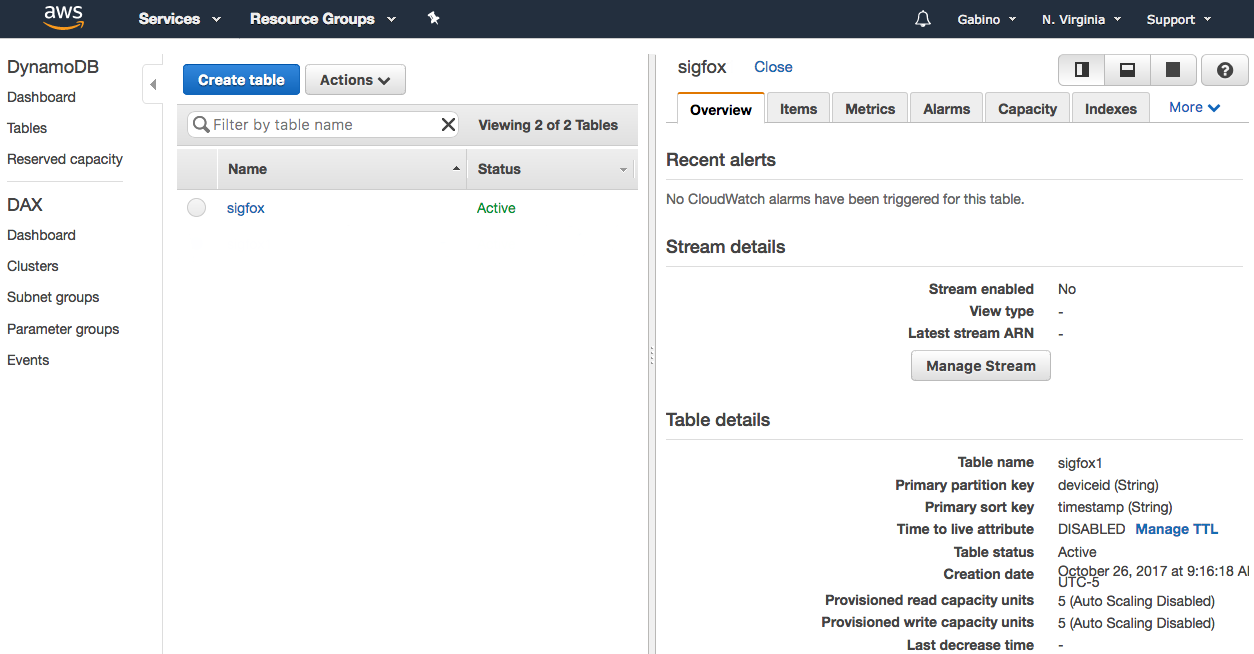 aws Services Resource Groups Gabino N. Virginia Support
DynamoDB
Dashboard
Tables
Reserved capacity
DAX
Dashboard
Clusters
Subnet groups
Parameter groups
Events
Create table Actions
Filter by table name Viewing 2 of 2 Tables
Name Status
sigfox Active
sigfox Close
Overview Items Metrics Alarms Capacity Indexes More
Recent alerts
No CloudWatch alarms have been triggered for this table.
Stream details
Stream enabled No
View type -
Latest stream ARN -
Manage Stream
Table details
Table name sigfox1
Primary partition key deviceid (String)
Primary sort key timestamp (String)
Time to live attribute DISABLED Manage TTL
Table status Active
Creation date October 26, 2017 at 9:16:18 A
UTC-5
Provisioned read capacity units 5 (Auto Scaling Disabled)
Provisioned write capacity units 5 (Auto Scaling Disabled)
Last decrease time -